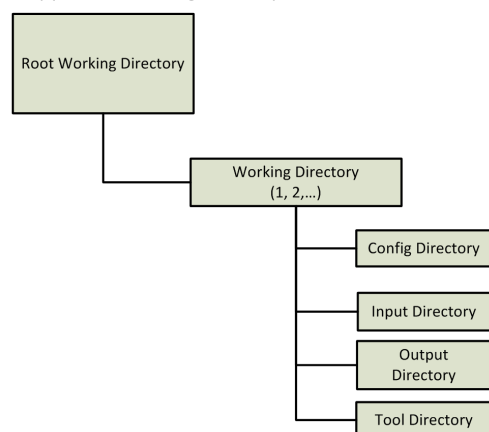 Root Working Directory
Working Directory
(1, 2,...)
Config Directory
Input Directory
Output
Directory
Tool Directory